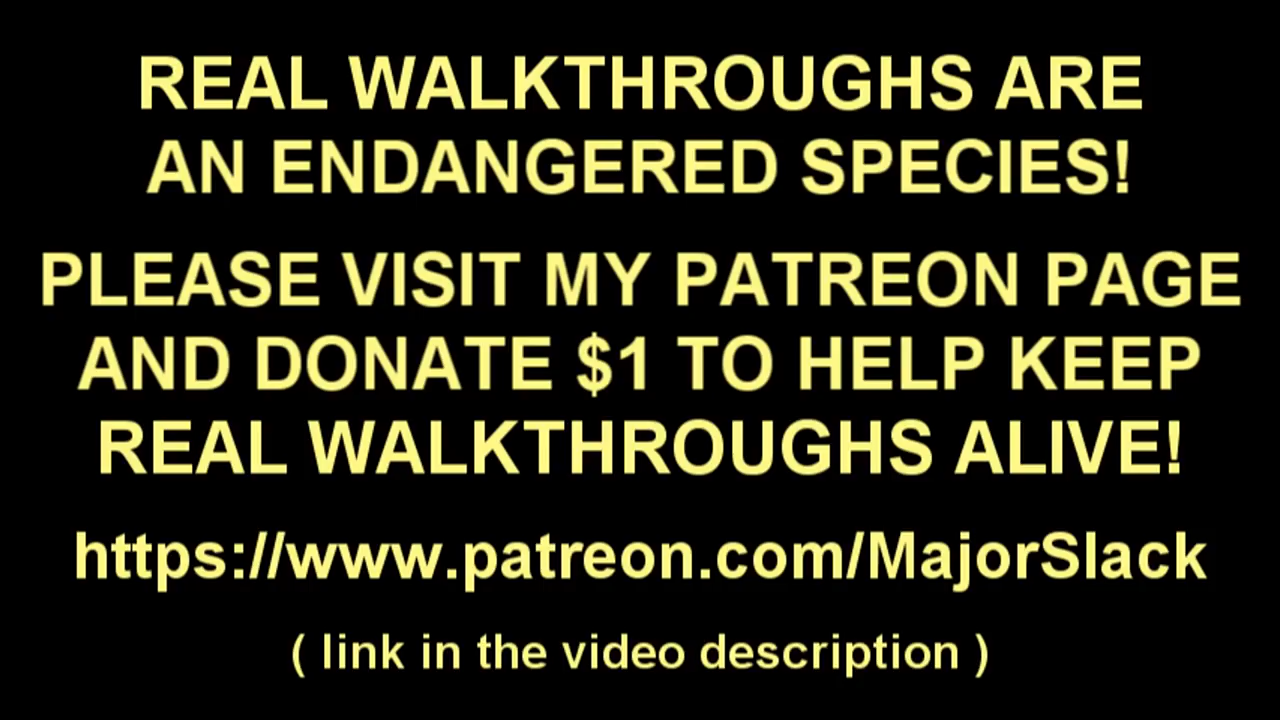 REAL WALKTHROUGHS ARE
AN ENDANGERED SPECIES!
PLEASE VISIT MY PATREON PAGE
AND DONATE $1 TO HELP KEEP
REAL WALKTHROUGHS ALIVE!
https://www.patreon.com/MajorSlack
( link in the video description )